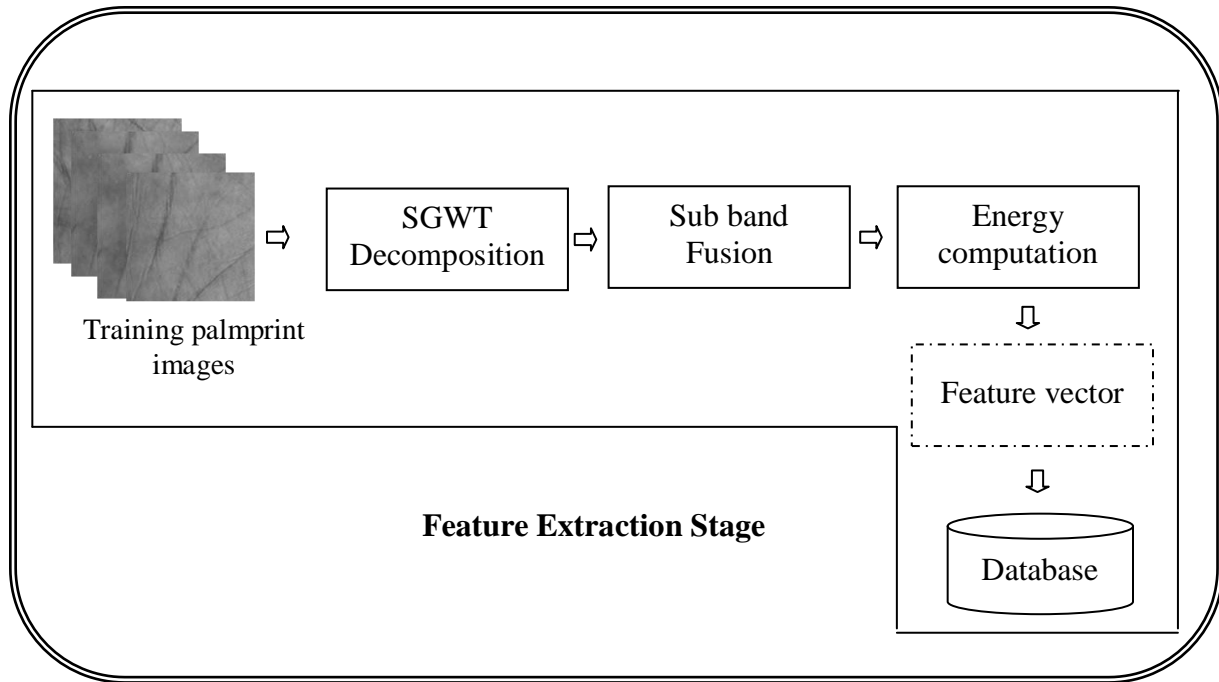 SGWT
Decomposition
Sub band
Fusion
Energy
computation
Training palmprint
images
Feature vector
Feature Extraction Stage
Database